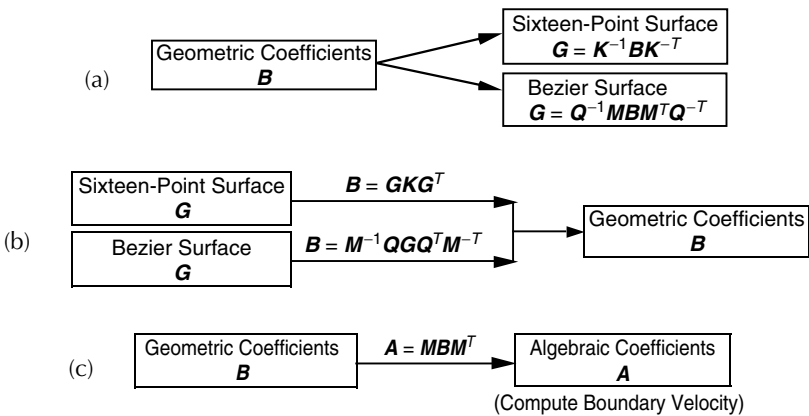 (a)
Geometric Coefficients
B
Sixteen-Point Surface
G = K⁻¹BK⁻ᵀ
Bezier Surface
G = Q⁻¹MBMᵀQ⁻ᵀ
(b)
Sixteen-Point Surface
G
B = GKGᵀ
Bezier Surface
G
B = M⁻¹QGQᵀM⁻ᵀ
Geometric Coefficients
B
(c)
Geometric Coefficients
B
A = MBMᵀ
Algebraic Coefficients
A
(Compute Boundary Velocity)